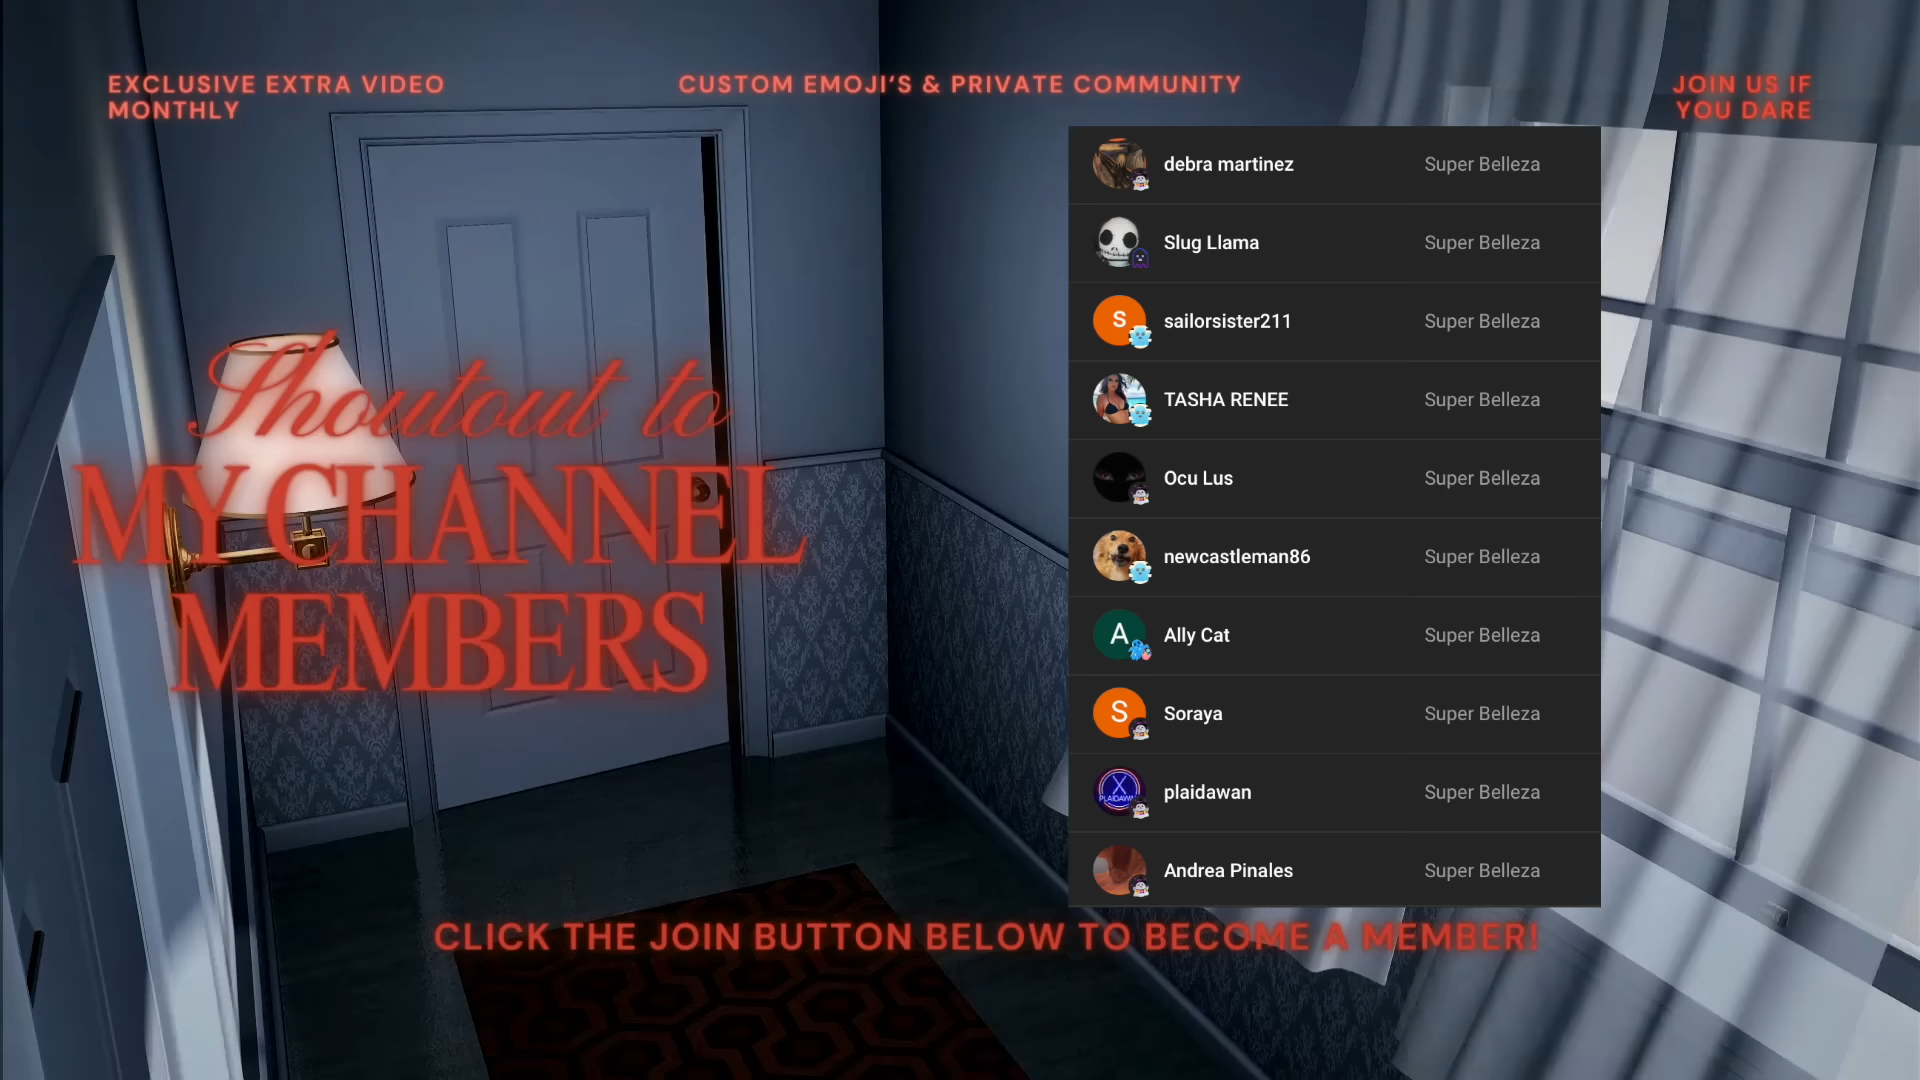 EXCLUSIVE EXTRA VIDEO
MONTHLY
CUSTOM EMOJI'S & PRIVATE COMMUNITY
JOIN US IF
YOU DARE
Shoutout to
MY CHANNEL
MEMBERS
debra martinez Super Belleza
Slug Llama Super Belleza
S sailorsister211 Super Belleza
TASHA RENEE Super Belleza
Ocu Lus Super Belleza
newcastleman86 Super Belleza
A Ally Cat Super Belleza
S Soraya Super Belleza
PLAIDAWAN plaidawan Super Belleza
Andrea Pinales Super Belleza
CLICK THE JOIN BUTTON BELOW TO BECOME A MEMBER!